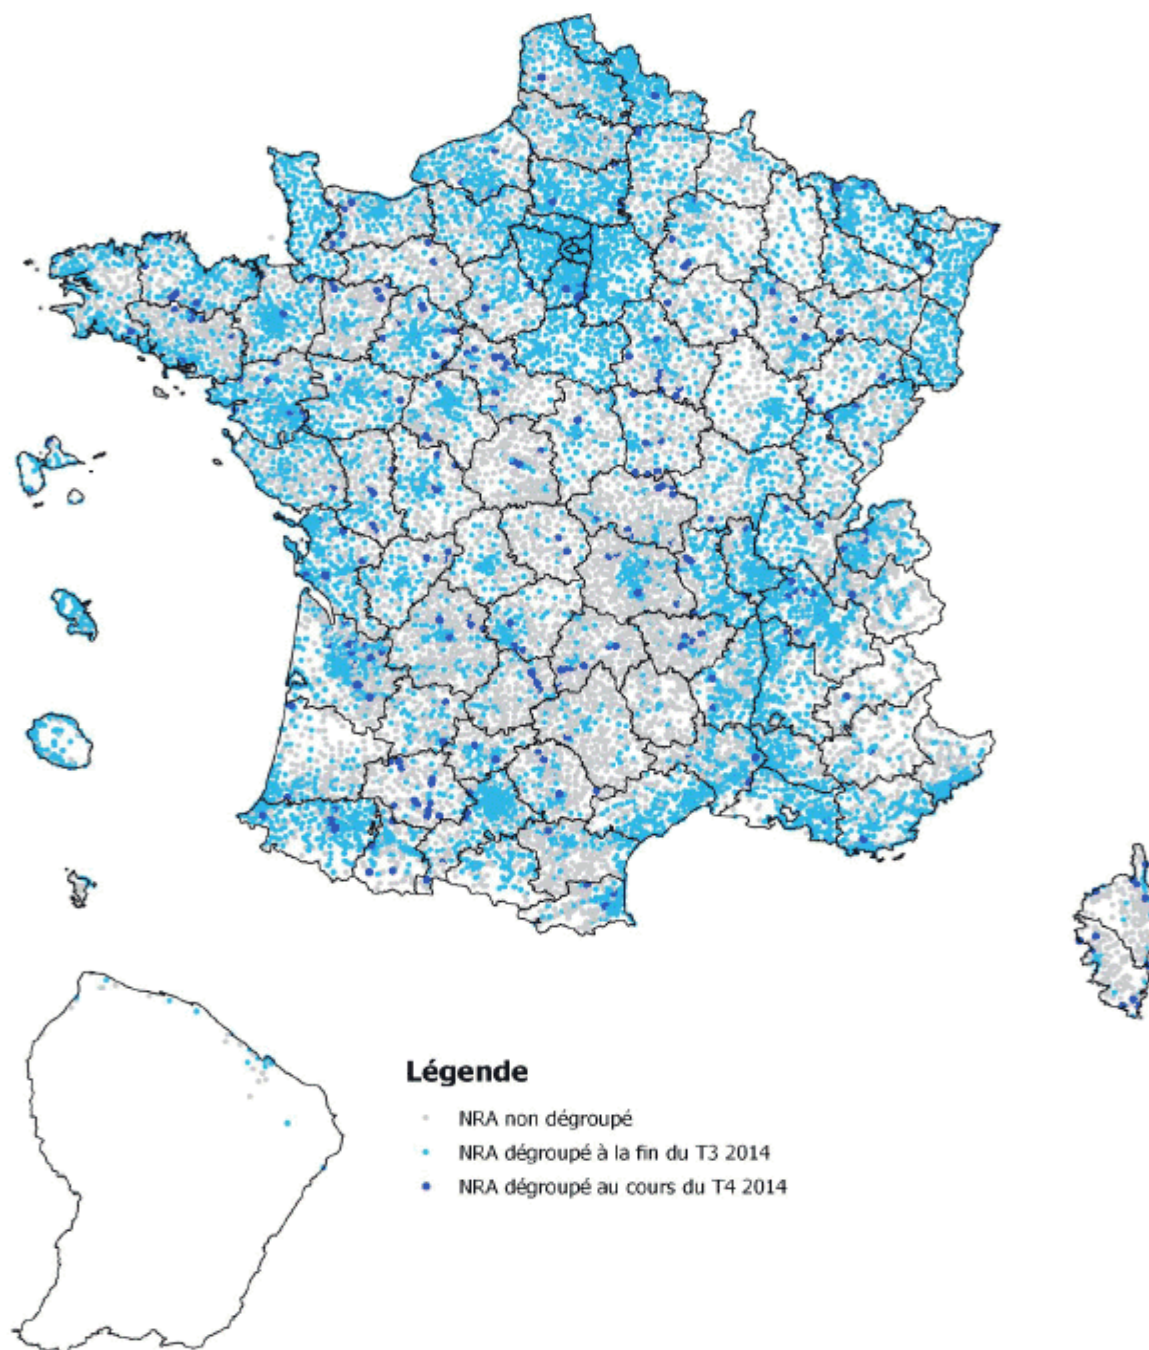 Légende
NRA non dégroupé
NRA dégroupé à la fin du T3 2014
NRA dégroupé au cours du T4 2014